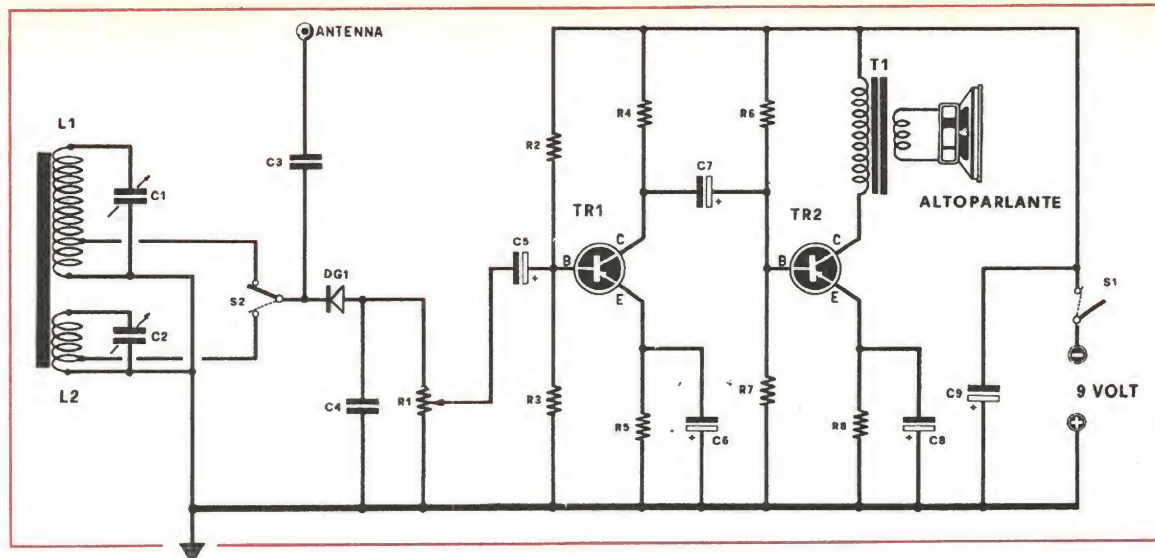 ANTENNA
L1
C1
C3
S2
DG1
C2
L2
C4
R1
C5
R2
R3
R4
TR1
B
C
E
R5
C6
C7
R6
R7
TR2
B
C
E
R8
C8
T1
ALTOPARLANTE
C9
S1
9 VOLT
+
+
+
+
+
-
+